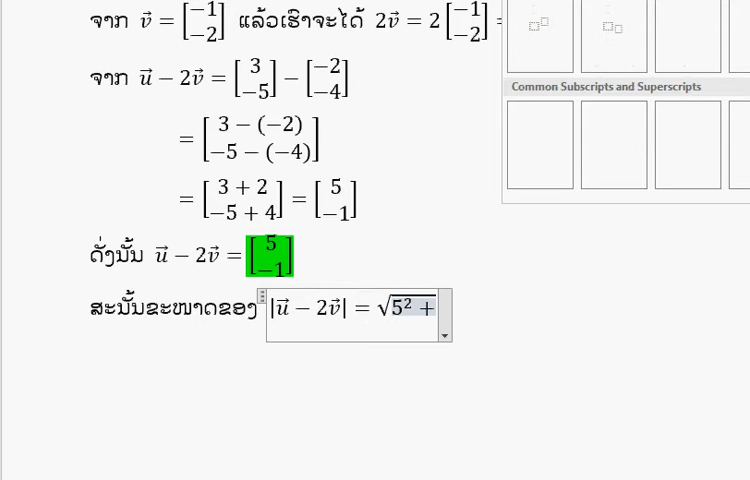 ຈາກ v⃗ = [−1 −2] ແລ້ວເຮົາຈະໄດ້ 2v⃗ = 2 [−1 −2] =
Common Subscripts and Superscripts
ຈາກ u⃗ − 2v⃗ = [3 −5] − [−2 −4]
= [3 − (−2) −5 − (−4)]
= [3 + 2 −5 + 4] = [5 −1]
ດັ່ງນັ້ນ u⃗ − 2v⃗ = [5 −1]
ສະນັ້ນຂະໜາດຂອງ |u⃗ − 2v⃗| = √5² +